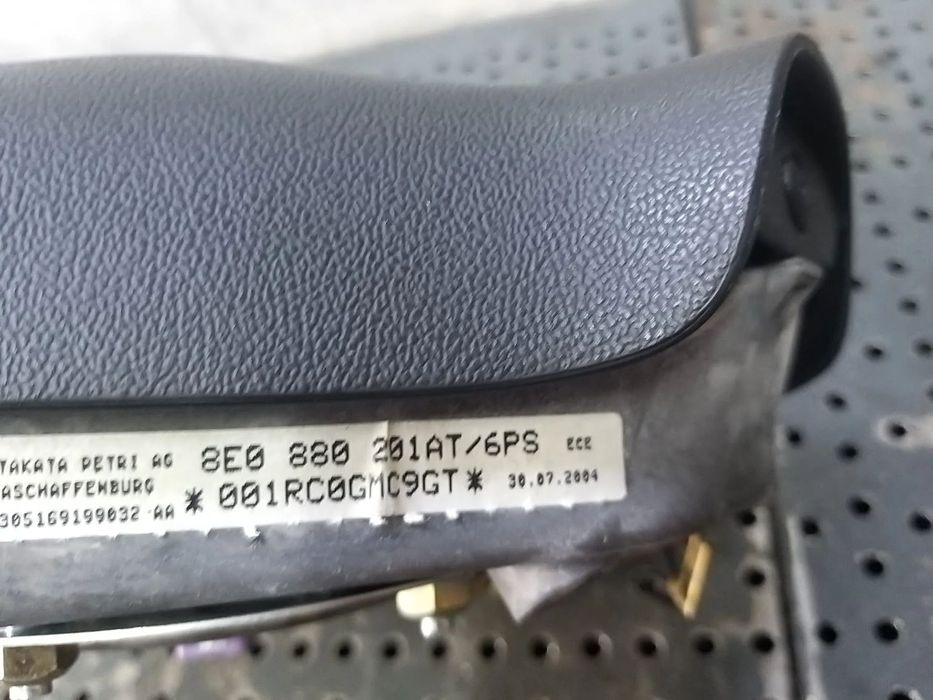 TAKATA PETRI AG 8E0 880 201AT/6PS ECE
ASCHAFFENBURG *001RC0GMC9GT* 30.07.2004
305169199032 AA